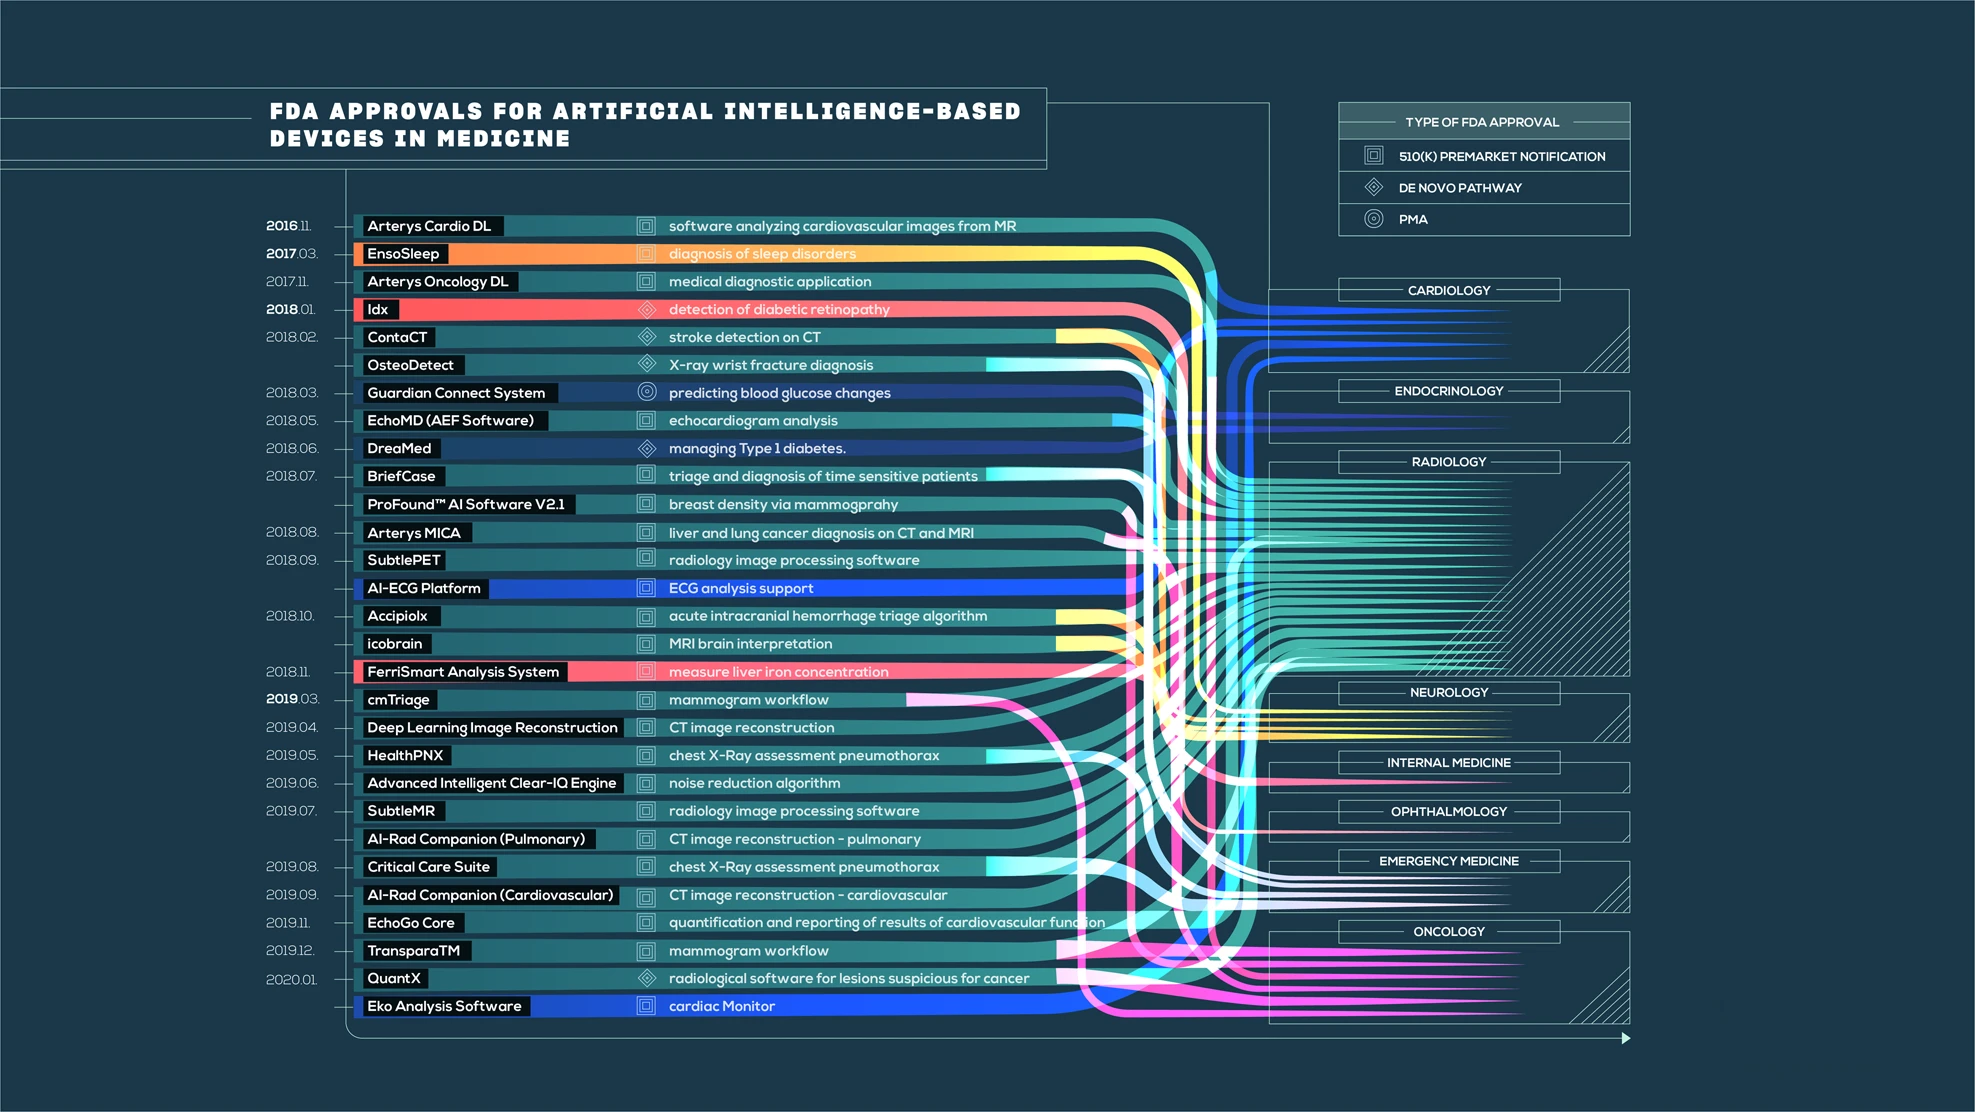 FDA APPROVALS FOR ARTIFICIAL INTELLIGENCE-BASED
DEVICES IN MEDICINE
TYPE OF FDA APPROVAL
510(K) PREMARKET NOTIFICATION
DE NOVO PATHWAY
PMA
2016.11. Arterys Cardio DL software analyzing cardiovascular images from MR
2017.03. EnsoSleep diagnosis of sleep disorders
2017.11. Arterys Oncology DL medical diagnostic application
2018.01. Idx detection of diabetic retinopathy
2018.02. ContaCT stroke detection on CT
OsteoDetect X-ray wrist fracture diagnosis
2018.03. Guardian Connect System predicting blood glucose changes
2018.05. EchoMD (AEF Software) echocardiogram analysis
2018.06. DreaMed managing Type 1 diabetes.
2018.07. BriefCase triage and diagnosis of time sensitive patients
ProFound™ AI Software V2.1 breast density via mammogprahy
2018.08. Arterys MICA liver and lung cancer diagnosis on CT and MRI
2018.09. SubtlePET radiology image processing software
AI-ECG Platform ECG analysis support
2018.10. Accipiolx acute intracranial hemorrhage triage algorithm
icobrain MRI brain interpretation
2018.11. FerriSmart Analysis System measure liver iron concentration
2019.03. cmTriage mammogram workflow
2019.04. Deep Learning Image Reconstruction CT image reconstruction
2019.05. HealthPNX chest X-Ray assessment pneumothorax
2019.06. Advanced Intelligent Clear-IQ Engine noise reduction algorithm
2019.07. SubtleMR radiology image processing software
AI-Rad Companion (Pulmonary) CT image reconstruction - pulmonary
2019.08. Critical Care Suite chest X-Ray assessment pneumothorax
2019.09. AI-Rad Companion (Cardiovascular) CT image reconstruction - cardiovascular
2019.11. EchoGo Core quantification and reporting of results of cardiovascular function
2019.12. TransparaTM mammogram workflow
2020.01. QuantX radiological software for lesions suspicious for cancer
Eko Analysis Software cardiac Monitor
CARDIOLOGY
ENDOCRINOLOGY
RADIOLOGY
NEUROLOGY
INTERNAL MEDICINE
OPHTHALMOLOGY
EMERGENCY MEDICINE
ONCOLOGY